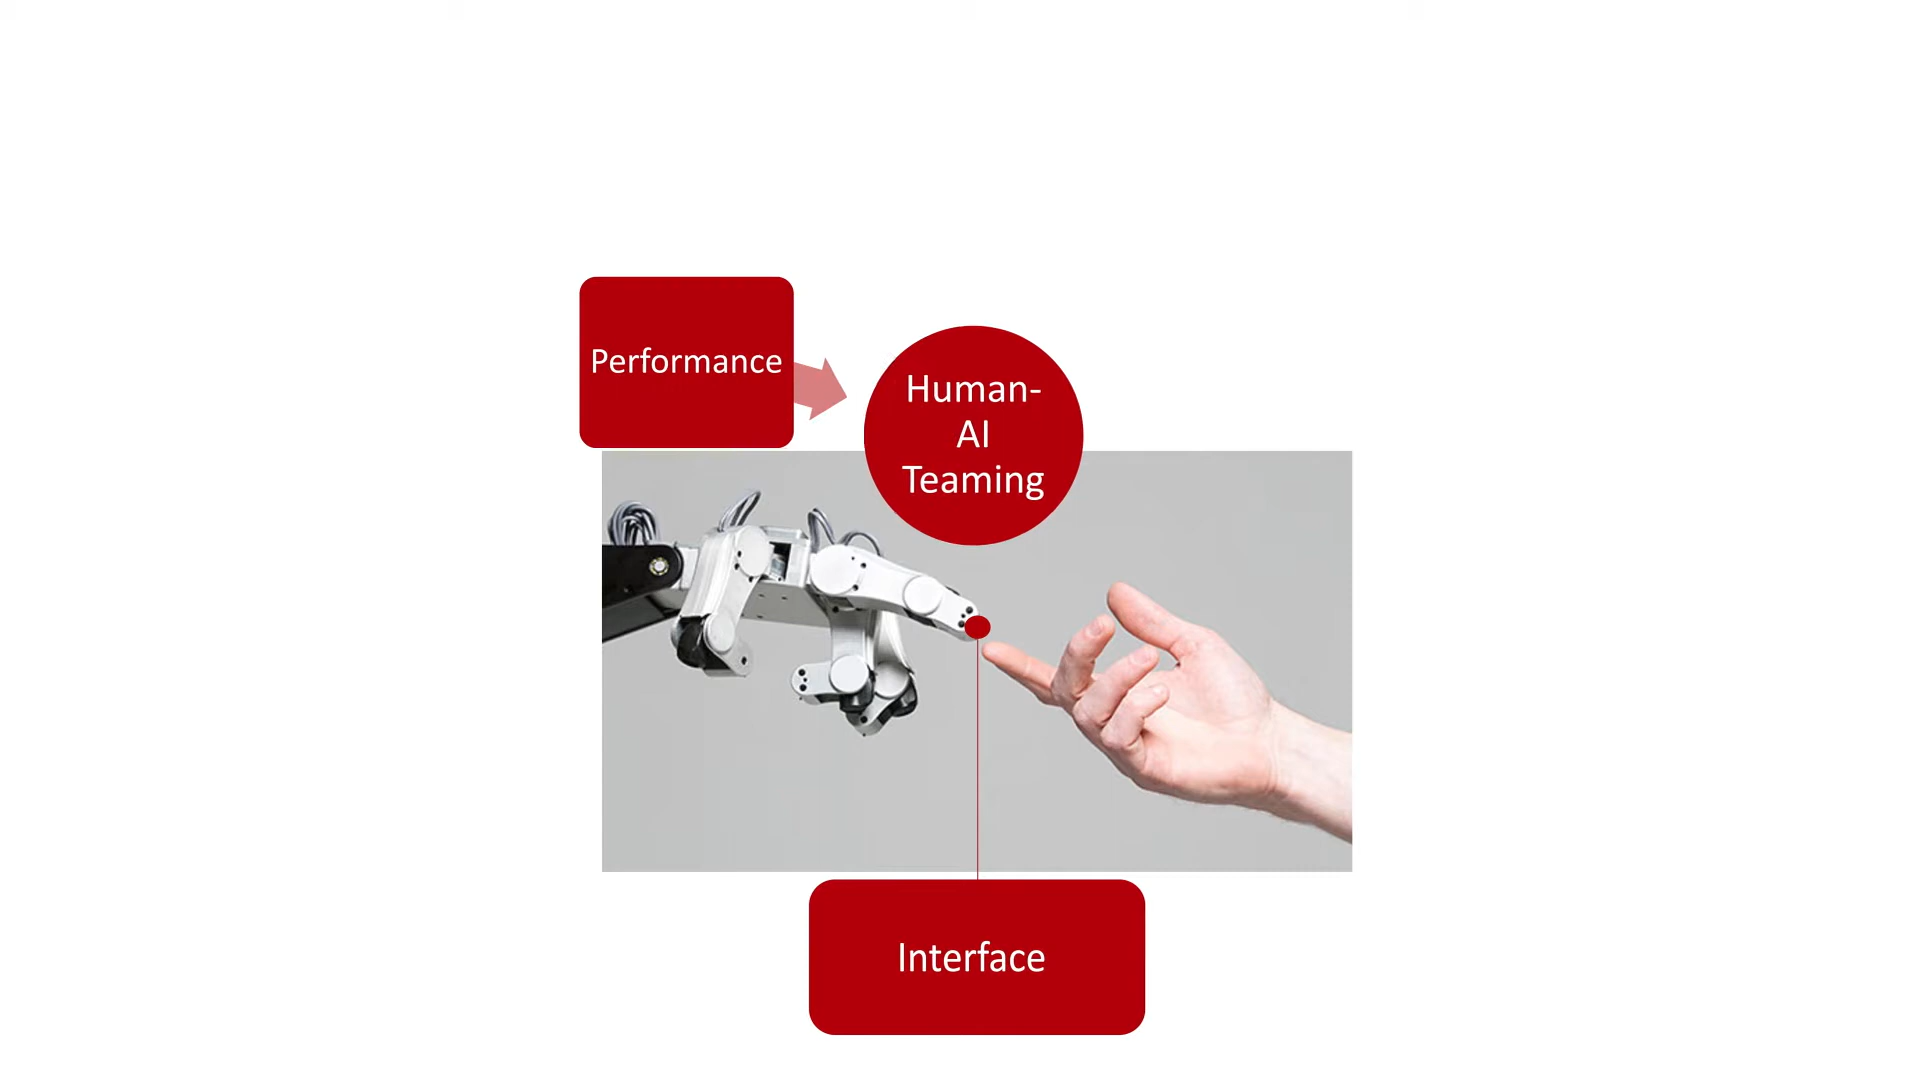 Performance
Human-
AI
Teaming
Interface